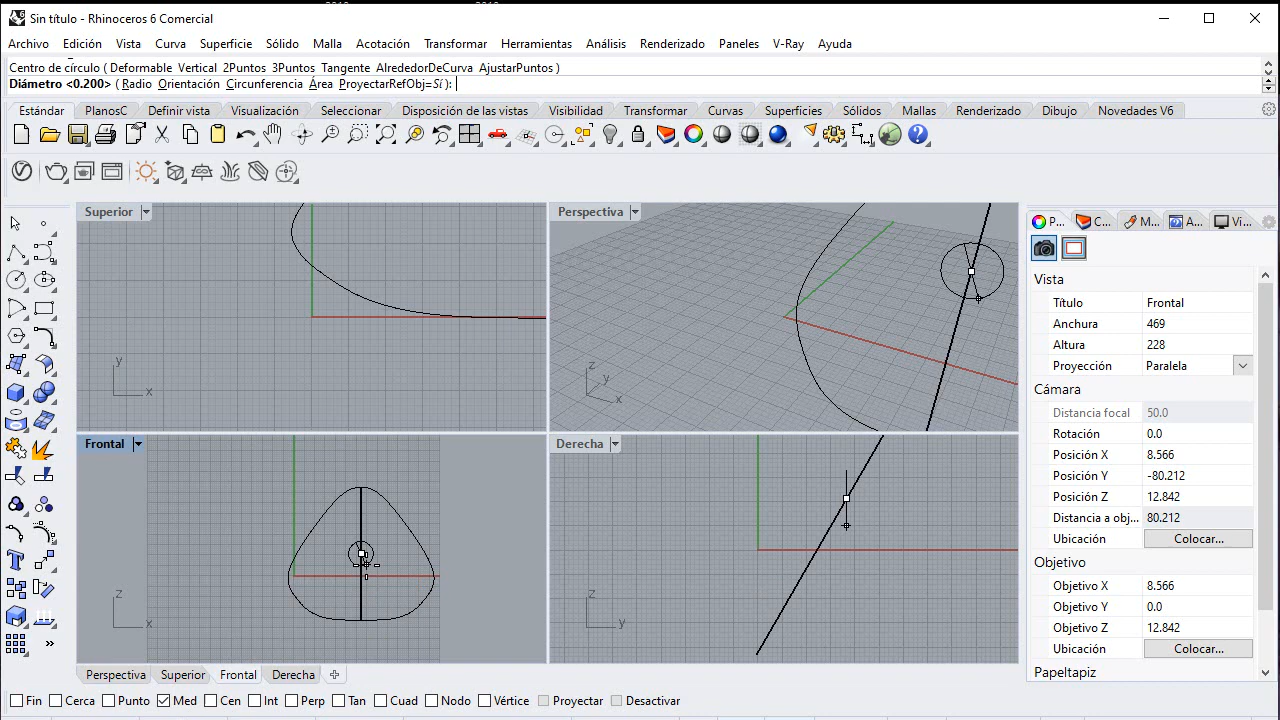 Sin título - Rhinoceros 6 Comercial
Archivo Edición Vista Curva Superficie Sólido Malla Acotación Transformar Herramientas Análisis Renderizado Paneles V-Ray Ayuda
Centro de círculo ( Deformable Vertical 2Puntos 3Puntos Tangente AlrededorDeCurva AjustarPuntos )
Diámetro <0.200> ( Radio Orientación Circunferencia Área ProyectarRefObj=Sí ):
Estándar PlanosC Definir vista Visualización Seleccionar Disposición de las vistas Visibilidad Transformar Curvas Superficies Sólidos Mallas Renderizado Dibujo Novedades V6
Superior
Perspectiva
P... C... M... A... Vi...
Vista
Título Frontal
Anchura 469
Altura 228
Proyección Paralela
Cámara
Distancia focal 50.0
Rotación 0.0
Posición X 8.566
Posición Y -80.212
Posición Z 12.842
Distancia a obj... 80.212
Ubicación Colocar...
Objetivo
Objetivo X 8.566
Objetivo Y 0.0
Objetivo Z 12.842
Ubicación Colocar...
Papeltapiz
y
x
z
y
x
Frontal
Derecha
z
x
z
y
Perspectiva Superior Frontal Derecha
Fin Cerca Punto Med Cen Int Perp Tan Cuad Nodo Vértice Proyectar Desactivar